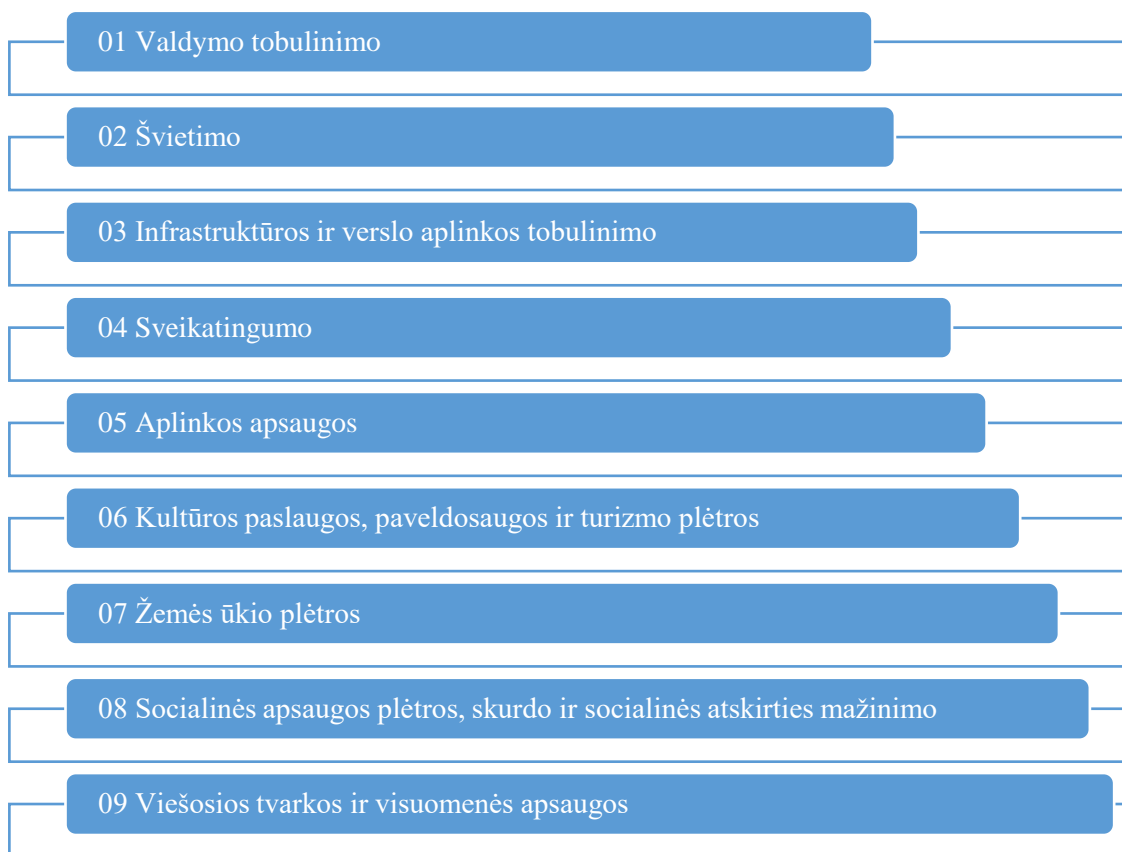 01 Valdymo tobulinimo
02 Švietimo
03 Infrastruktūros ir verslo aplinkos tobulinimo
04 Sveikatingumo
05 Aplinkos apsaugos
06 Kultūros paslaugos, paveldosaugos ir turizmo plėtros
07 Žemės ūkio plėtros
08 Socialinės apsaugos plėtros, skurdo ir socialinės atskirties mažinimo
09 Viešosios tvarkos ir visuomenės apsaugos